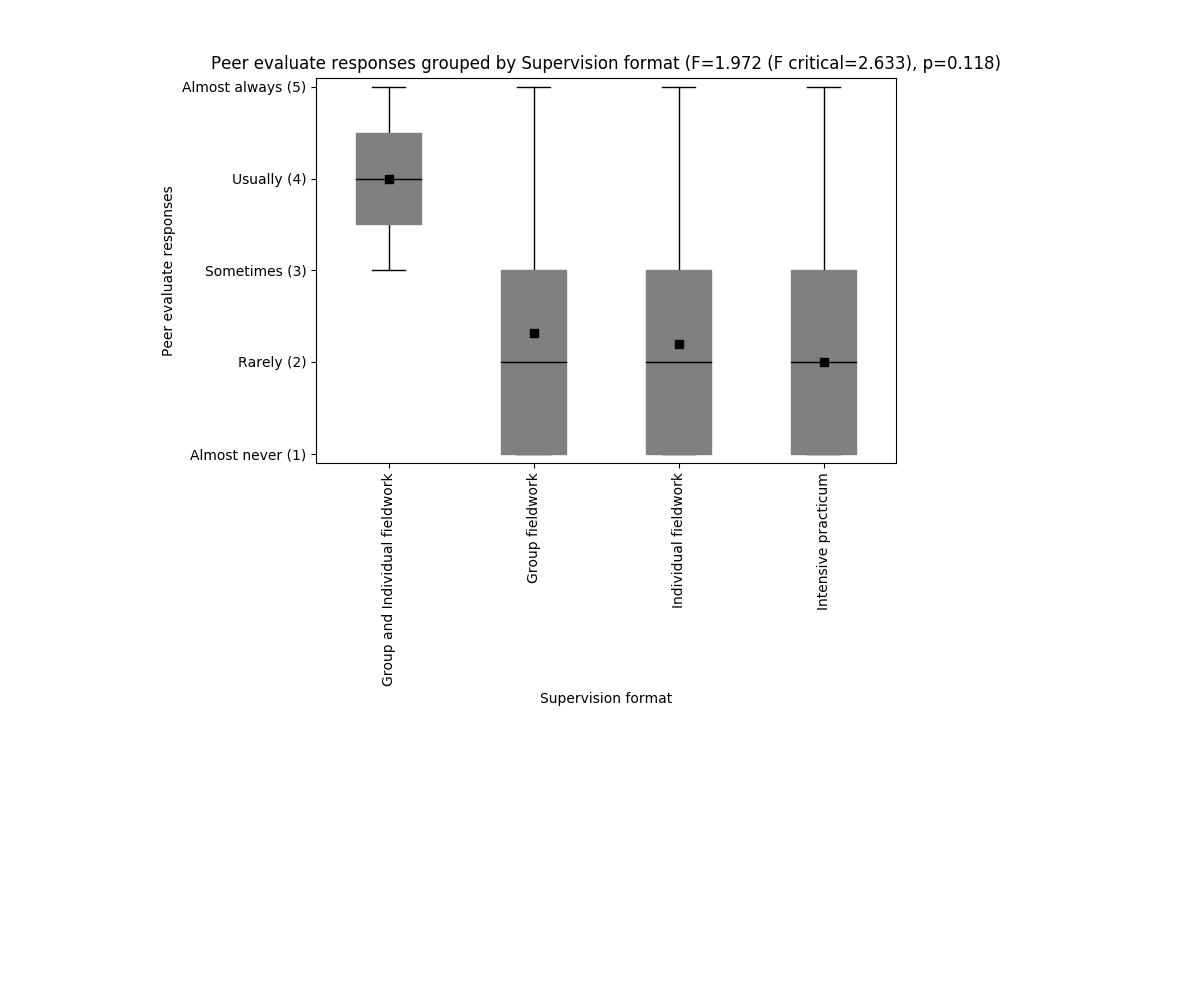 Peer evaluate responses grouped by Supervision format (F=1.972 (F critical=2.633), p=0.118)
Peer evaluate responses
Almost always (5)
Usually (4)
Sometimes (3)
Rarely (2)
Almost never (1)
Group and Individual fieldwork
Group fieldwork
Individual fieldwork
Intensive practicum
Supervision format